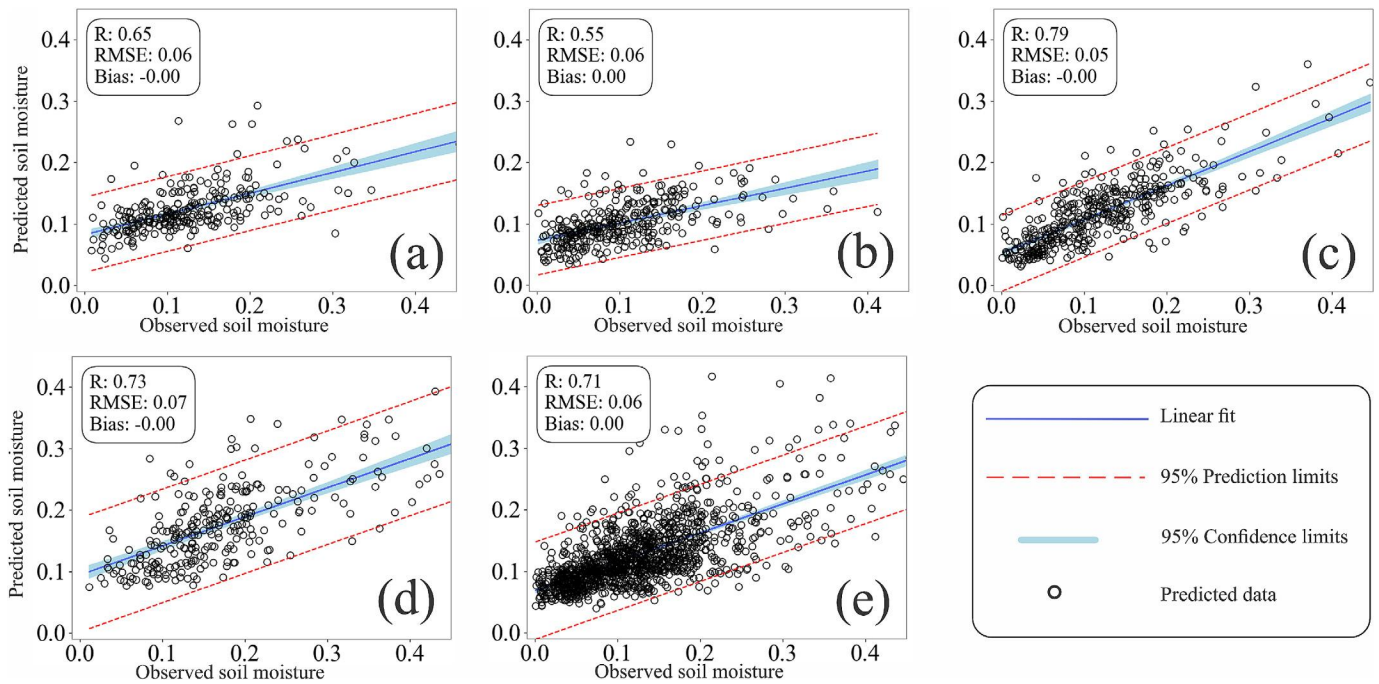 R: 0.65
RMSE: 0.06
Bias: -0.00
0.4
0.3
0.2
0.1
0.0
Predicted soil moisture
(a)
0.0 0.1 0.2 0.3 0.4
Observed soil moisture
R: 0.55
RMSE: 0.06
Bias: 0.00
0.4
0.3
0.2
0.1
0.0
(b)
0.0 0.1 0.2 0.3 0.4
Observed soil moisture
R: 0.79
RMSE: 0.05
Bias: -0.00
0.4
0.3
0.2
0.1
0.0
(c)
0.0 0.1 0.2 0.3 0.4
Observed soil moisture
R: 0.73
RMSE: 0.07
Bias: -0.00
0.4
0.3
0.2
0.1
0.0
Predicted soil moisture
(d)
0.0 0.1 0.2 0.3 0.4
Observed soil moisture
R: 0.71
RMSE: 0.06
Bias: 0.00
0.4
0.3
0.2
0.1
0.0
(e)
0.0 0.1 0.2 0.3 0.4
Observed soil moisture
Linear fit
95% Prediction limits
95% Confidence limits
Predicted data